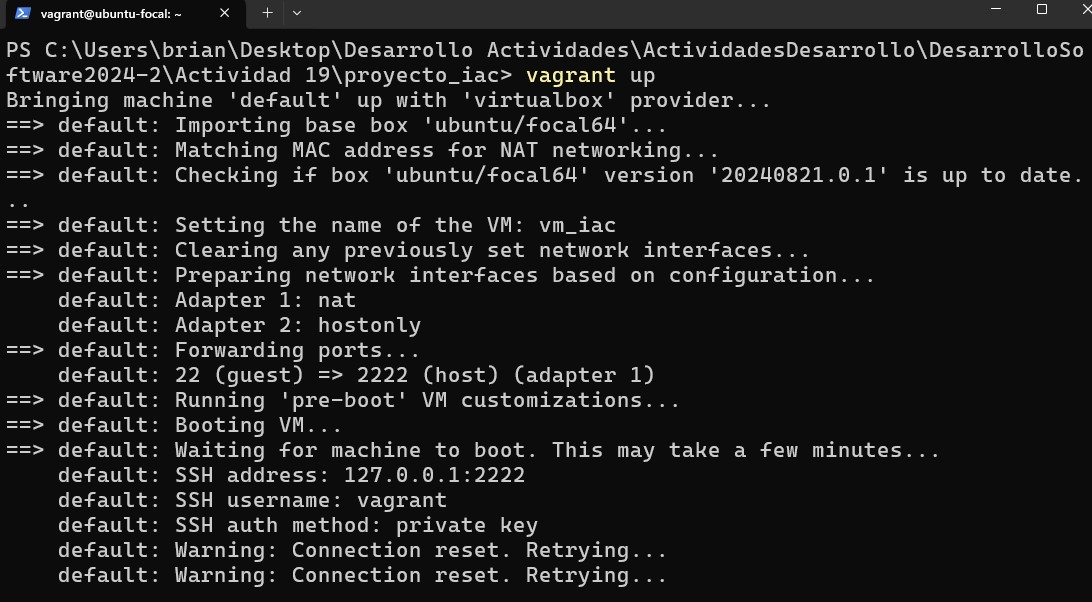 vagrant@ubuntu-focal: ~
PS C:\Users\brian\Desktop\Desarrollo Actividades\ActividadesDesarrollo\DesarrolloSo
ftware2024-2\Actividad 19\proyecto_iac> vagrant up
Bringing machine 'default' up with 'virtualbox' provider...
==> default: Importing base box 'ubuntu/focal64'...
==> default: Matching MAC address for NAT networking...
==> default: Checking if box 'ubuntu/focal64' version '20240821.0.1' is up to date.
..
==> default: Setting the name of the VM: vm_iac
==> default: Clearing any previously set network interfaces...
==> default: Preparing network interfaces based on configuration...
    default: Adapter 1: nat
    default: Adapter 2: hostonly
==> default: Forwarding ports...
    default: 22 (guest) => 2222 (host) (adapter 1)
==> default: Running 'pre-boot' VM customizations...
==> default: Booting VM...
==> default: Waiting for machine to boot. This may take a few minutes...
    default: SSH address: 127.0.0.1:2222
    default: SSH username: vagrant
    default: SSH auth method: private key
    default: Warning: Connection reset. Retrying...
    default: Warning: Connection reset. Retrying...